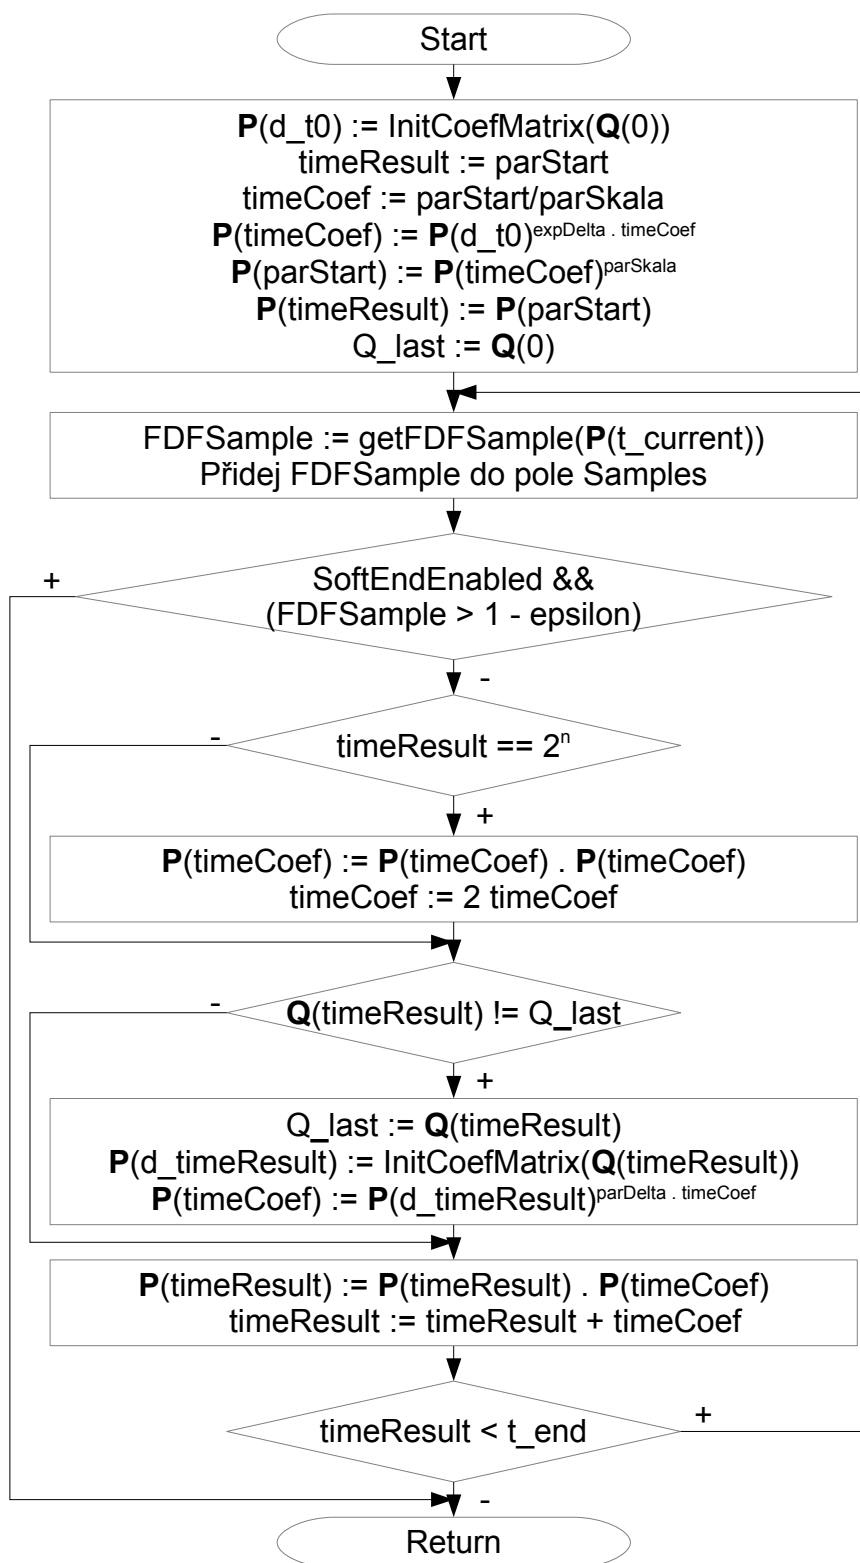 Start
P(d_t0) := InitCoefMatrix(Q(0))
timeResult := parStart
timeCoef := parStart/parSkala
P(timeCoef) := P(d_t0)expDelta . timeCoef
P(parStart) := P(timeCoef)parSkala
P(timeResult) := P(parStart)
Q_last := Q(0)
FDFSample := getFDFSample(P(t_current))
Přidej FDFSample do pole Samples
+
SoftEndEnabled &&
(FDFSample > 1 - epsilon)
-
-
timeResult == 2n
+
P(timeCoef) := P(timeCoef) . P(timeCoef)
timeCoef := 2 timeCoef
-
Q(timeResult) != Q_last
+
Q_last := Q(timeResult)
P(d_timeResult) := InitCoefMatrix(Q(timeResult))
P(timeCoef) := P(d_timeResult)parDelta . timeCoef
P(timeResult) := P(timeResult) . P(timeCoef)
timeResult := timeResult + timeCoef
timeResult < t_end
+
-
Return